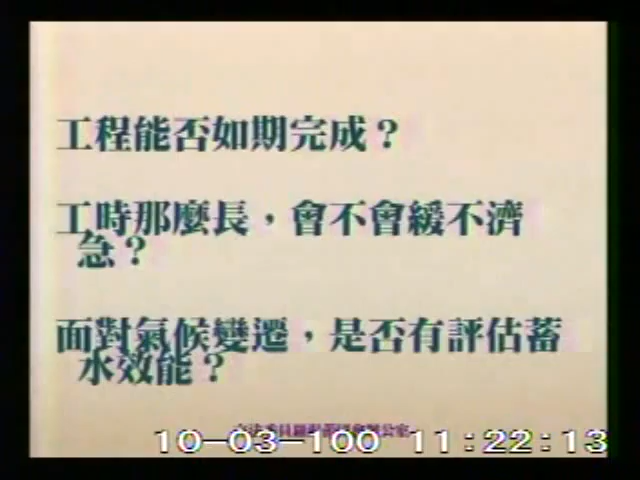 工程能否如期完成？
工時那麼長，會不會緩不濟
急？
面對氣候變遷，是否有評估蓄
水效能？
10-03-100 11:22:13